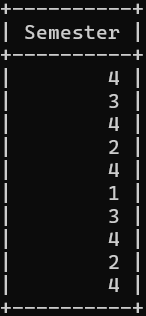 +----------+
| Semester |
+----------+
|        4 |
|        3 |
|        4 |
|        2 |
|        4 |
|        1 |
|        3 |
|        4 |
|        2 |
|        4 |
+----------+